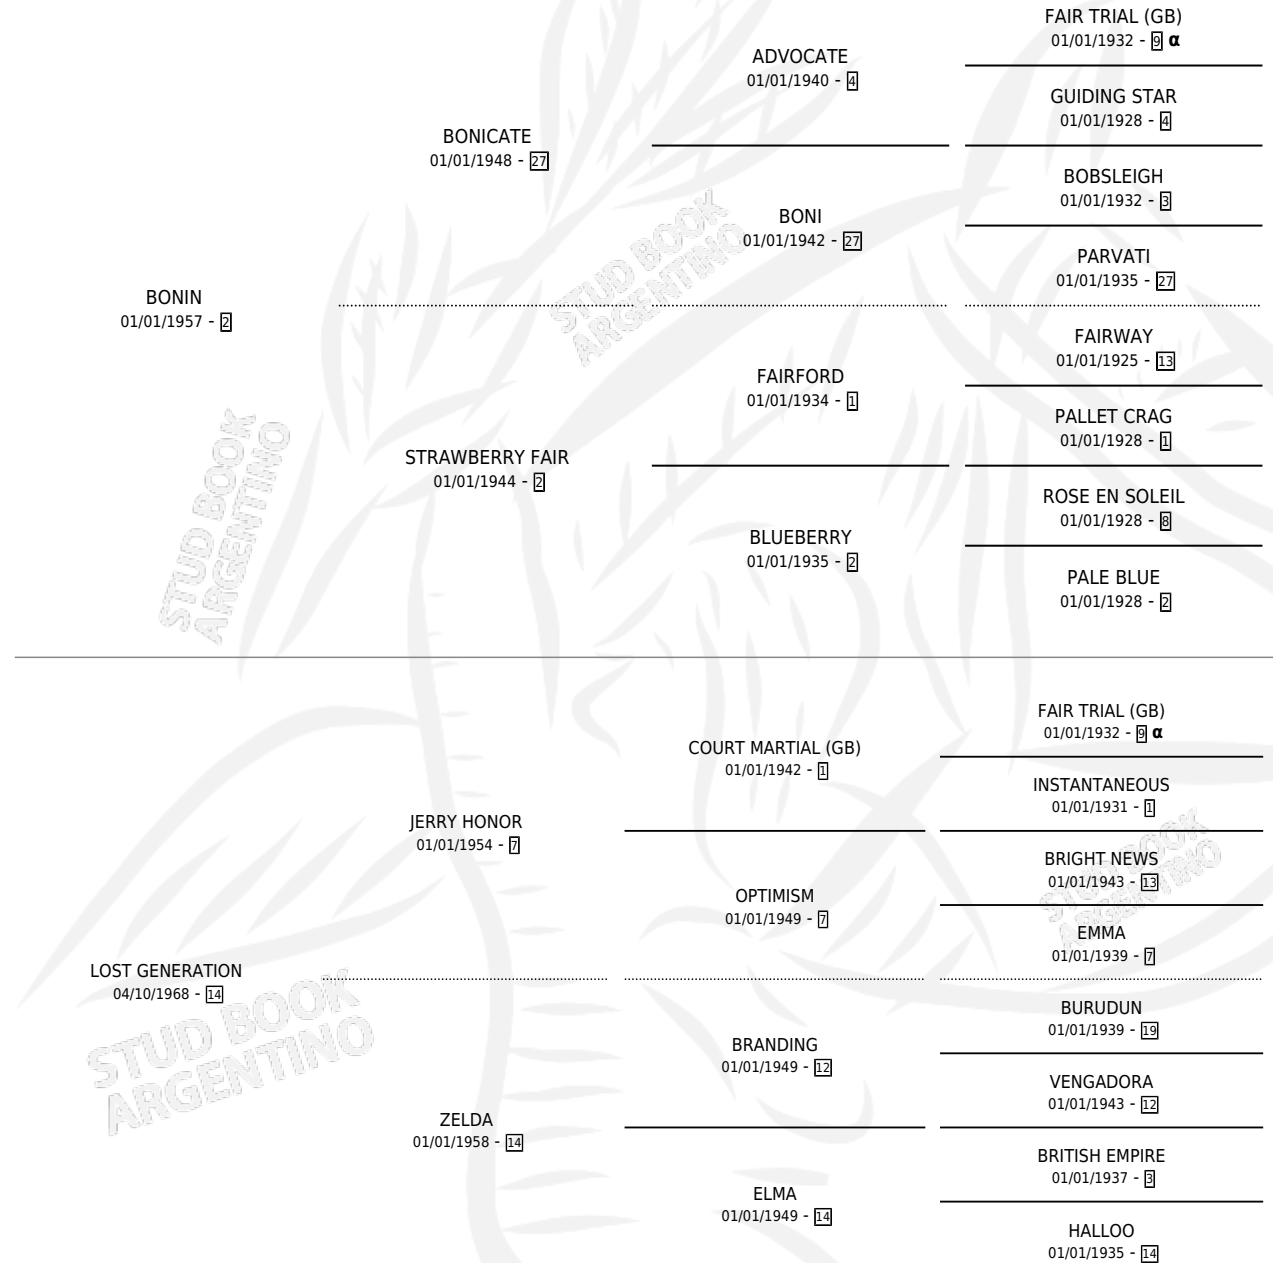 FAIR TRIAL (GB)
01/01/1932 - 9 α
ADVOCATE
01/01/1940 - 4
GUIDING STAR
01/01/1928 - 4
BONICATE
01/01/1948 - 27
BOBSLEIGH
01/01/1932 - 3
BONI
01/01/1942 - 27
PARVATI
01/01/1935 - 27
BONIN
01/01/1957 - 2
FAIRWAY
01/01/1925 - 13
FAIRFORD
01/01/1934 - 1
PALLET CRAG
01/01/1928 - 1
STRAWBERRY FAIR
01/01/1944 - 2
ROSE EN SOLEIL
01/01/1928 - 8
BLUEBERRY
01/01/1935 - 2
PALE BLUE
01/01/1928 - 2
FAIR TRIAL (GB)
01/01/1932 - 9 α
COURT MARTIAL (GB)
01/01/1942 - 1
INSTANTANEOUS
01/01/1931 - 1
JERRY HONOR
01/01/1954 - 7
BRIGHT NEWS
01/01/1943 - 13
OPTIMISM
01/01/1949 - 7
EMMA
01/01/1939 - 7
LOST GENERATION
04/10/1968 - 14
BURUDUN
01/01/1939 - 19
BRANDING
01/01/1949 - 12
VENGADORA
01/01/1943 - 12
ZELDA
01/01/1958 - 14
BRITISH EMPIRE
01/01/1937 - 3
ELMA
01/01/1949 - 14
HALLOO
01/01/1935 - 14
STUD BOOK
ARGENTINO
STUD BOOK
ARGENTINO
STUD BOOK
ARGENTINO
STUD BOOK
ARGENTINO